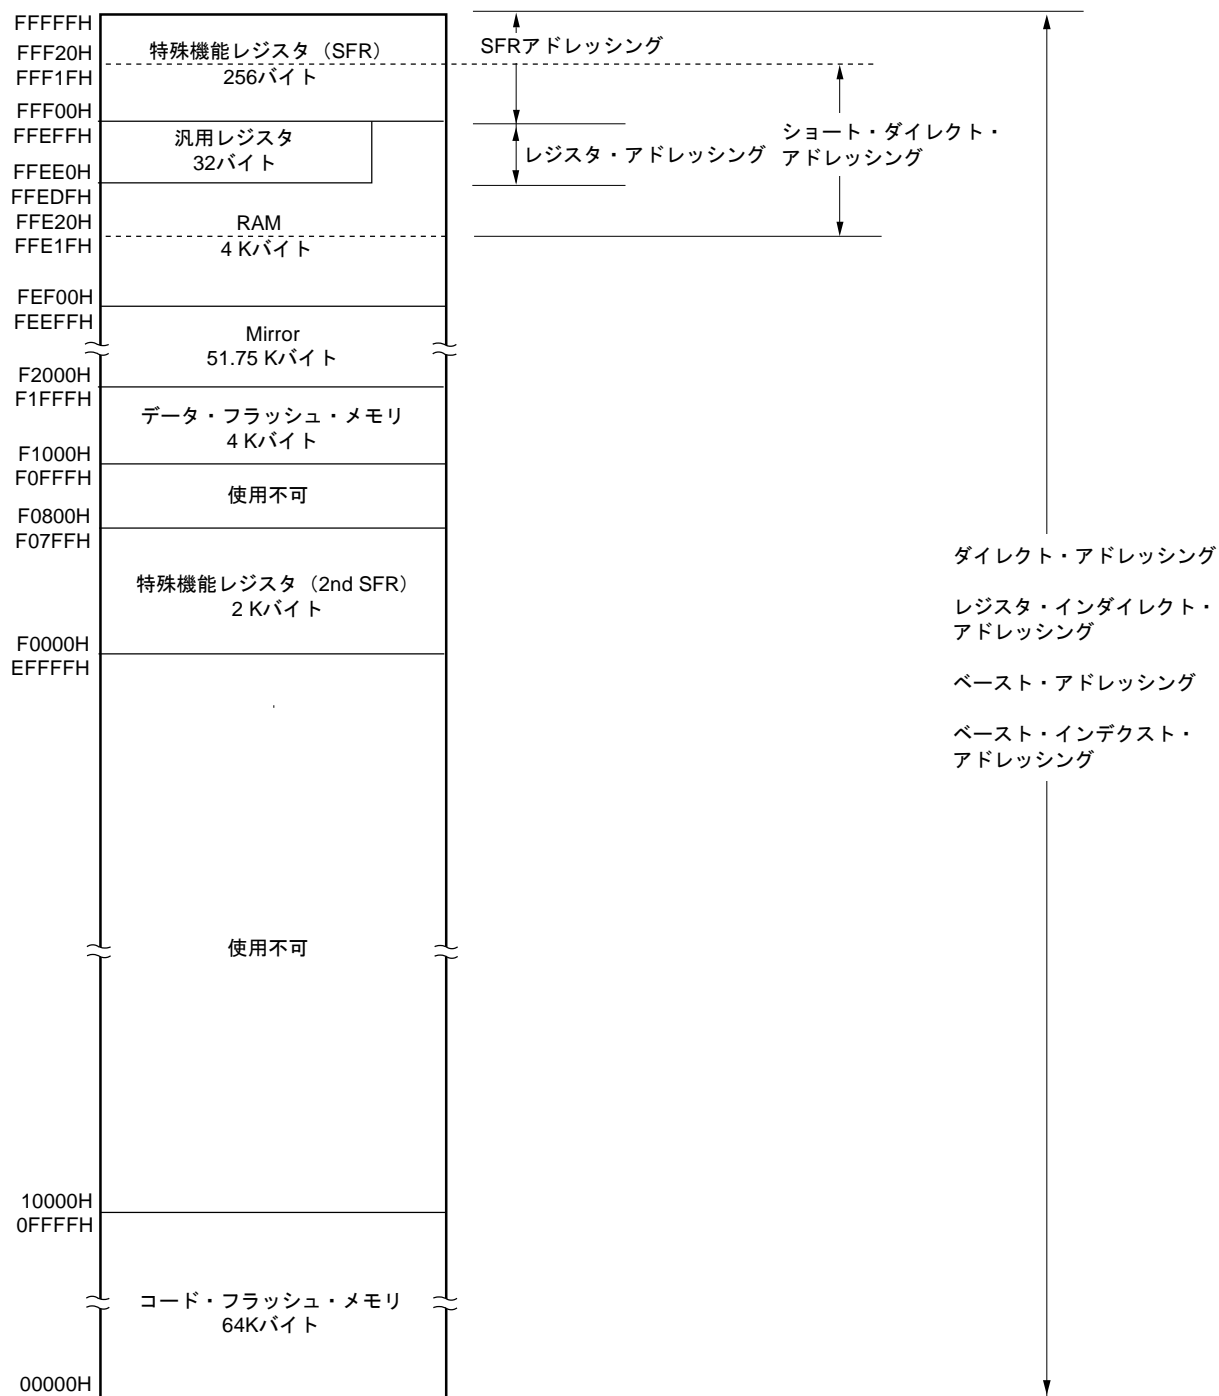 FFFFFH
FFF20H
FFF1FH
FFF00H
FFEFFH
FFEE0H
FFEDFH
FFE20H
FFE1FH
FEF00H
FEEFFH
F2000H
F1FFFH
F1000H
F0FFFH
F0800H
F07FFH
F0000H
EFFFFH
10000H
0FFFFH
00000H
特殊機能レジスタ（SFR）
256バイト
汎用レジスタ
32バイト
RAM
4 Kバイト
Mirror
51.75 Kバイト
データ・フラッシュ・メモリ
4 Kバイト
使用不可
特殊機能レジスタ（2nd SFR）
2 Kバイト
使用不可
コード・フラッシュ・メモリ
64Kバイト
SFRアドレッシング
レジスタ・アドレッシング
ショート・ダイレクト・
アドレッシング
ダイレクト・アドレッシング
レジスタ・インダイレクト・
アドレッシング
ベースト・アドレッシング
ベースト・インデクスト・
アドレッシング